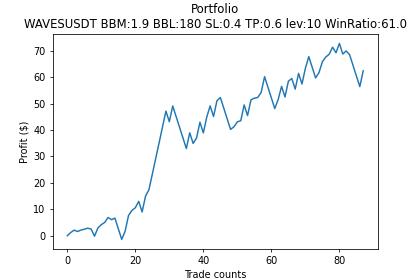 Portfolio
WAVESUSDT BBM:1.9 BBL:180 SL:0.4 TP:0.6 lev:10 WinRatio:61.0
70
60
50
40
30
20
10
0
Profit ($)
0 20 40 60 80
Trade counts